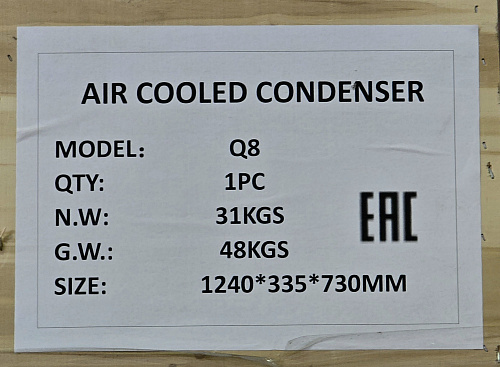 AIR COOLED CONDENSER
MODEL: Q8
QTY: 1PC
N.W: 31KGS
G.W.: 48KGS
SIZE: 1240*335*730MM
EAC